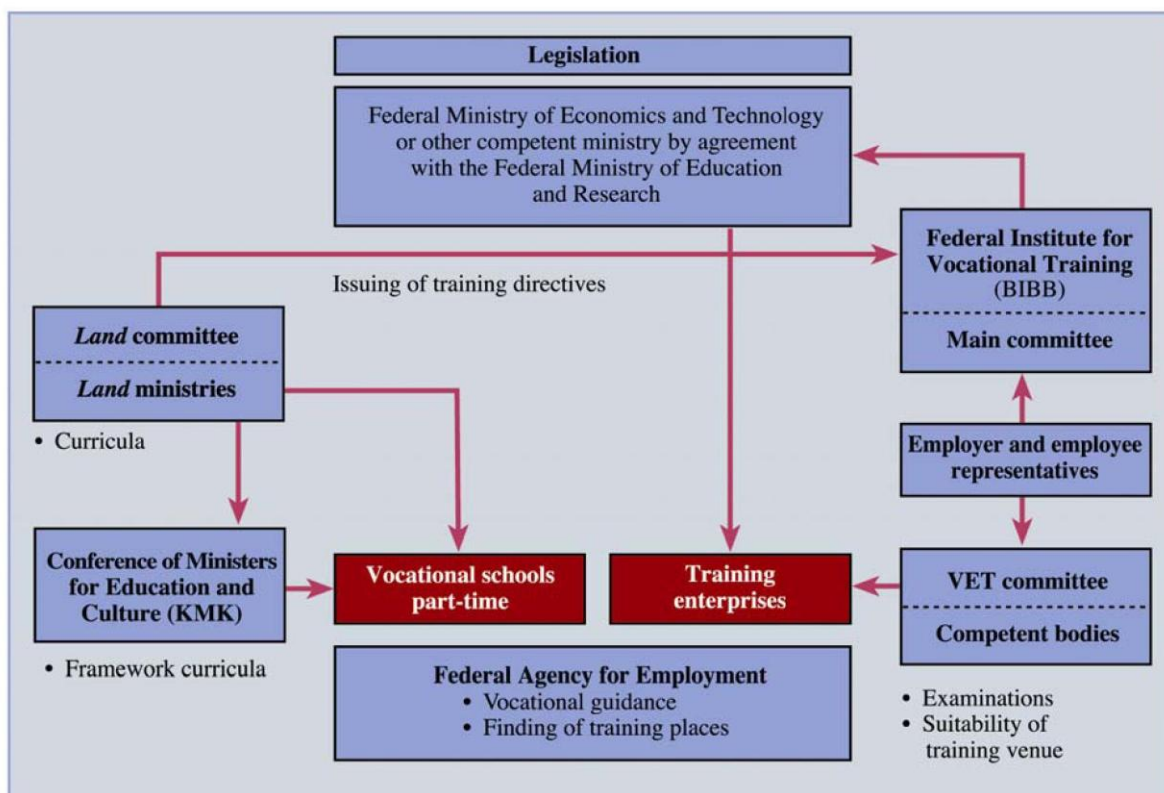 Legislation
Federal Ministry of Economics and Technology
or other competent ministry by agreement
with the Federal Ministry of Education
and Research
Federal Institute for
Vocational Training
(BIBB)
Main committee
Issuing of training directives
Land committee
Land ministries
• Curricula
Employer and employee
representatives
Conference of Ministers
for Education and
Culture (KMK)
• Framework curricula
Vocational schools
part-time
Training
enterprises
VET committee
Competent bodies
• Examinations
• Suitability of
training venue
Federal Agency for Employment
• Vocational guidance
• Finding of training places